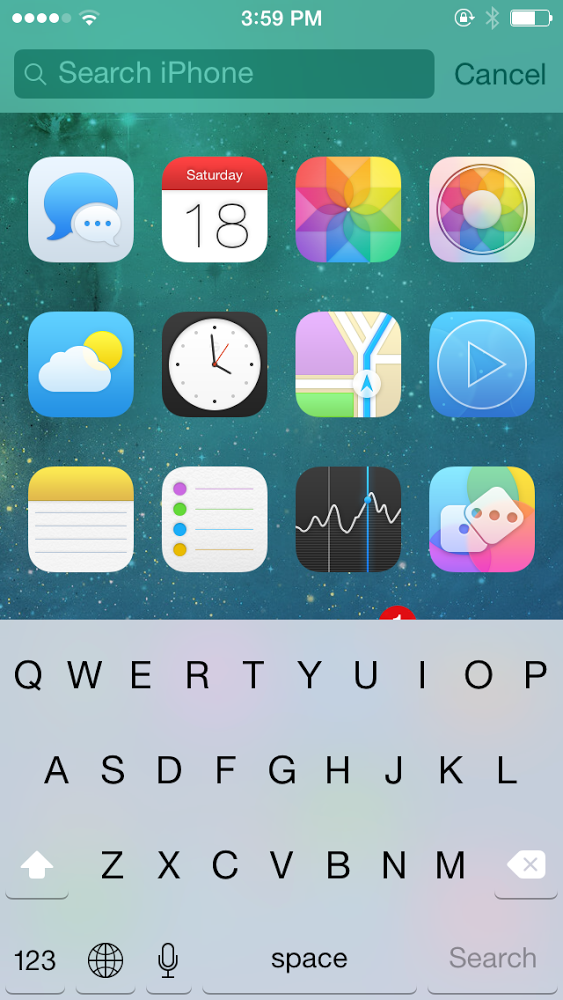 3:59 PM
Search iPhone Cancel
Saturday
18
Q W E R T Y U I O P
A S D F G H J K L
Z X C V B N M
123 space Search